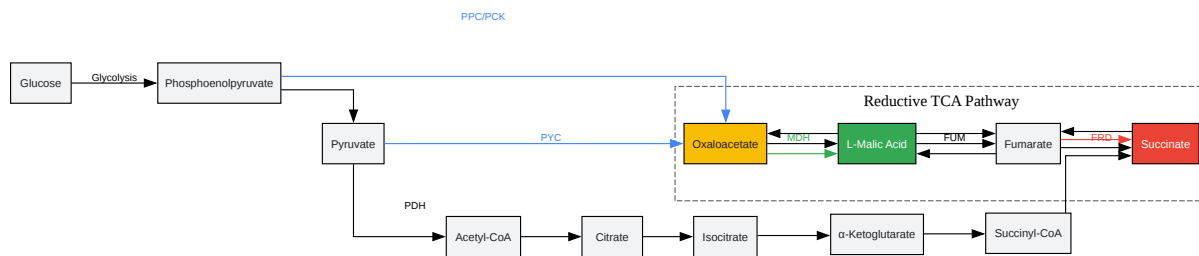 PPC/PCK
Glucose
Glycolysis
Phosphoenolpyruvate
Reductive TCA Pathway
Pyruvate
PYC
Oxaloacetate
MDH
L-Malic Acid
FUM
Fumarate
FRD
Succinate
PDH
Acetyl-CoA
Citrate
Isocitrate
α-Ketoglutarate
Succinyl-CoA